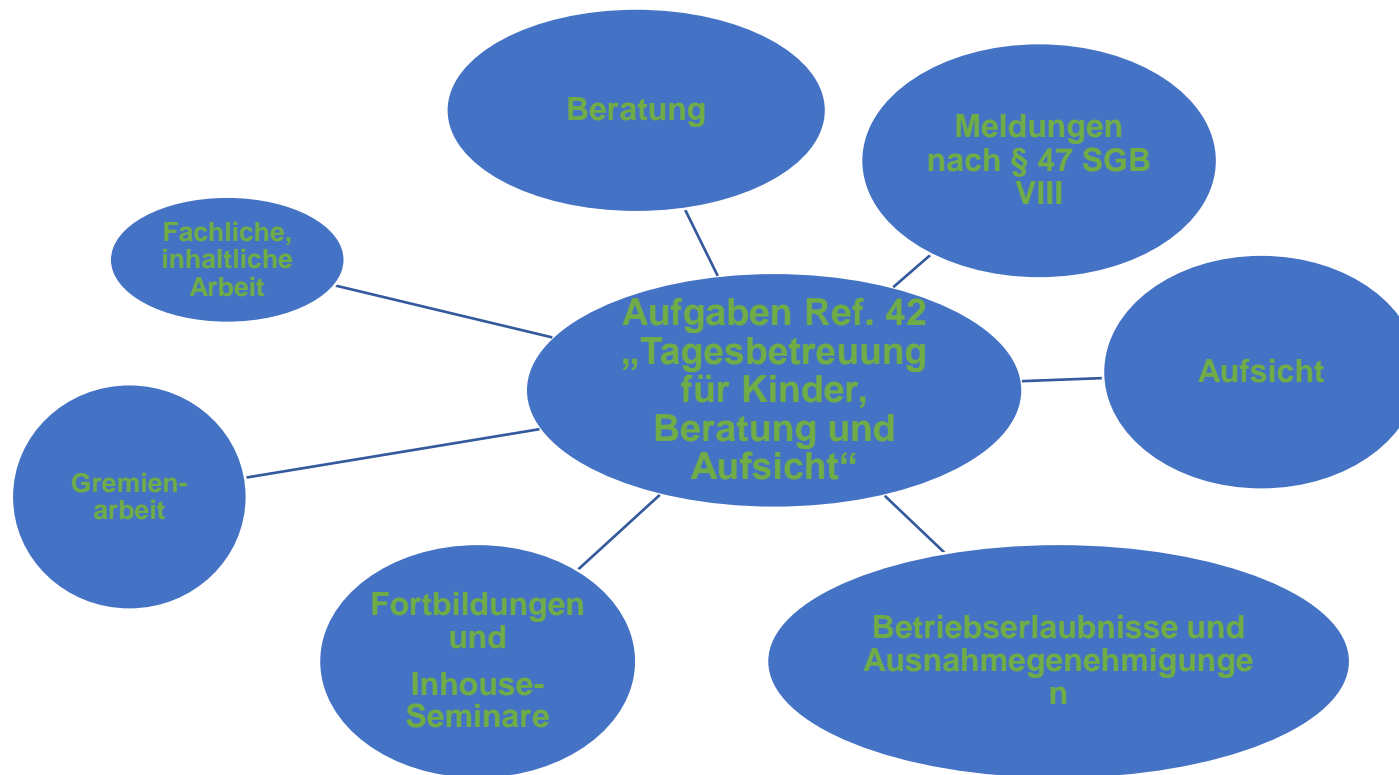 Beratung
Meldungen
nach § 47 SGB
VIII
Fachliche,
inhaltliche
Arbeit
Aufgaben Ref. 42
„Tagesbetreuung
für Kinder,
Beratung und
Aufsicht“
Aufsicht
Gremien-
arbeit
Fortbildungen
und
Inhouse-
Seminare
Betriebserlaubnisse und
Ausnahmegenehmigunge
n